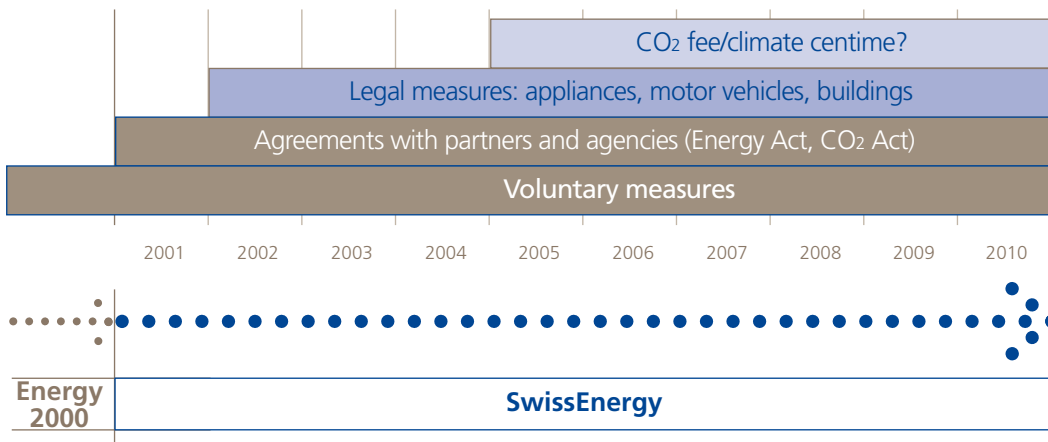 CO₂ fee/climate centime?
Legal measures: appliances, motor vehicles, buildings
Agreements with partners and agencies (Energy Act, CO₂ Act)
Voluntary measures
2001 2002 2003 2004 2005 2006 2007 2008 2009 2010
Energy
2000
SwissEnergy